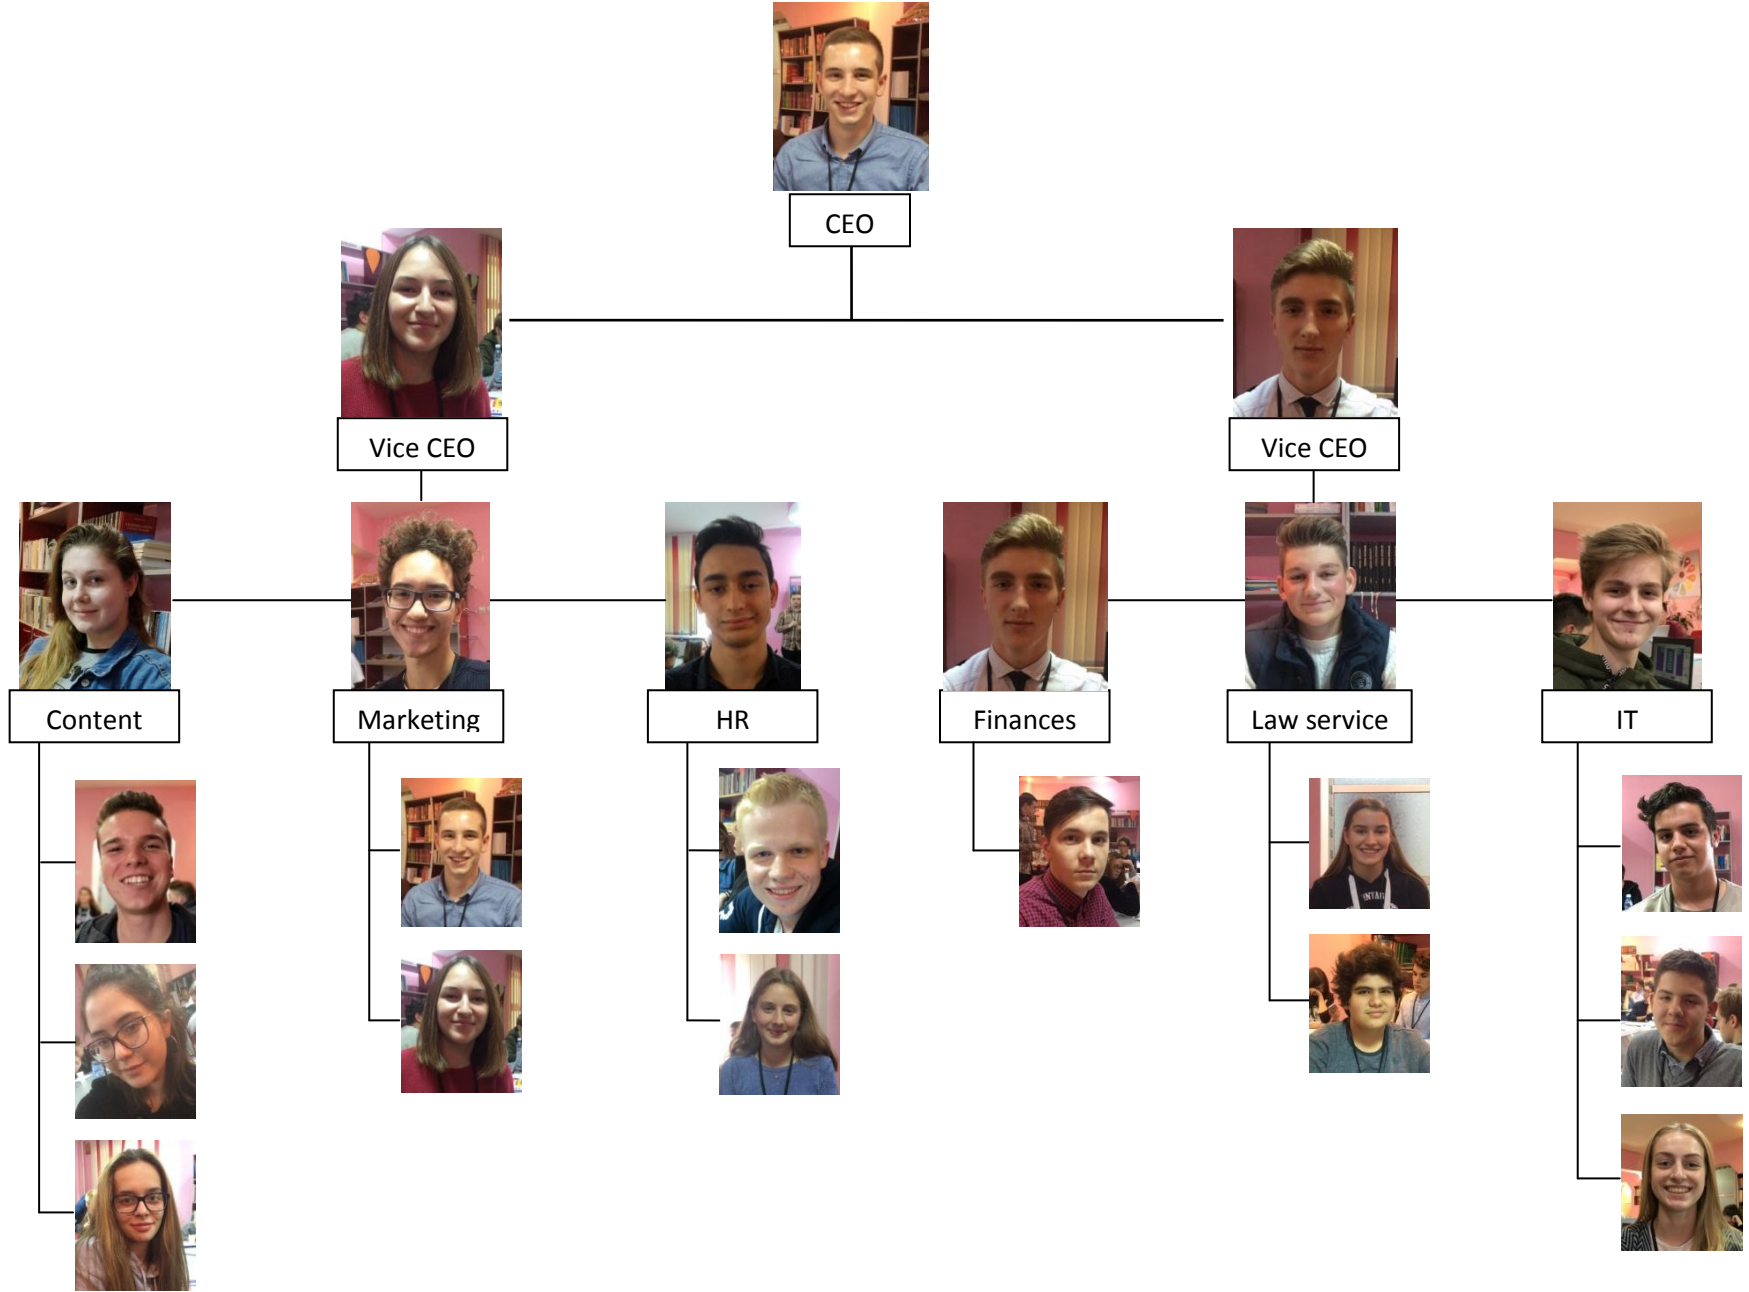 CEO
Vice CEO
Vice CEO
Content
Marketing
HR
Finances
Law service
IT